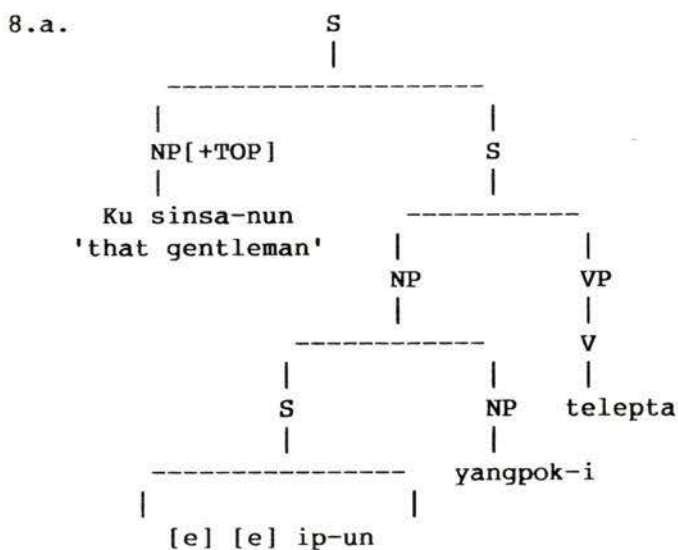 8.a. S
NP[+TOP] S
Ku sinsa-nun
'that gentleman'
NP VP
V
S NP telepta
yangpok-i
[e] [e] ip-un